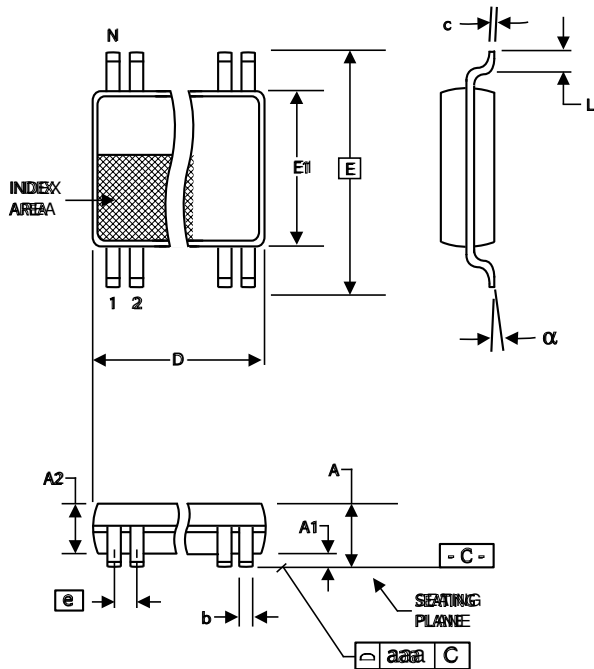 N
c
L
E1
E
INDEX
AREA
1 2
α
D
A2
A
A1
- C -
e
b
SEATING
PLANE
aaa C